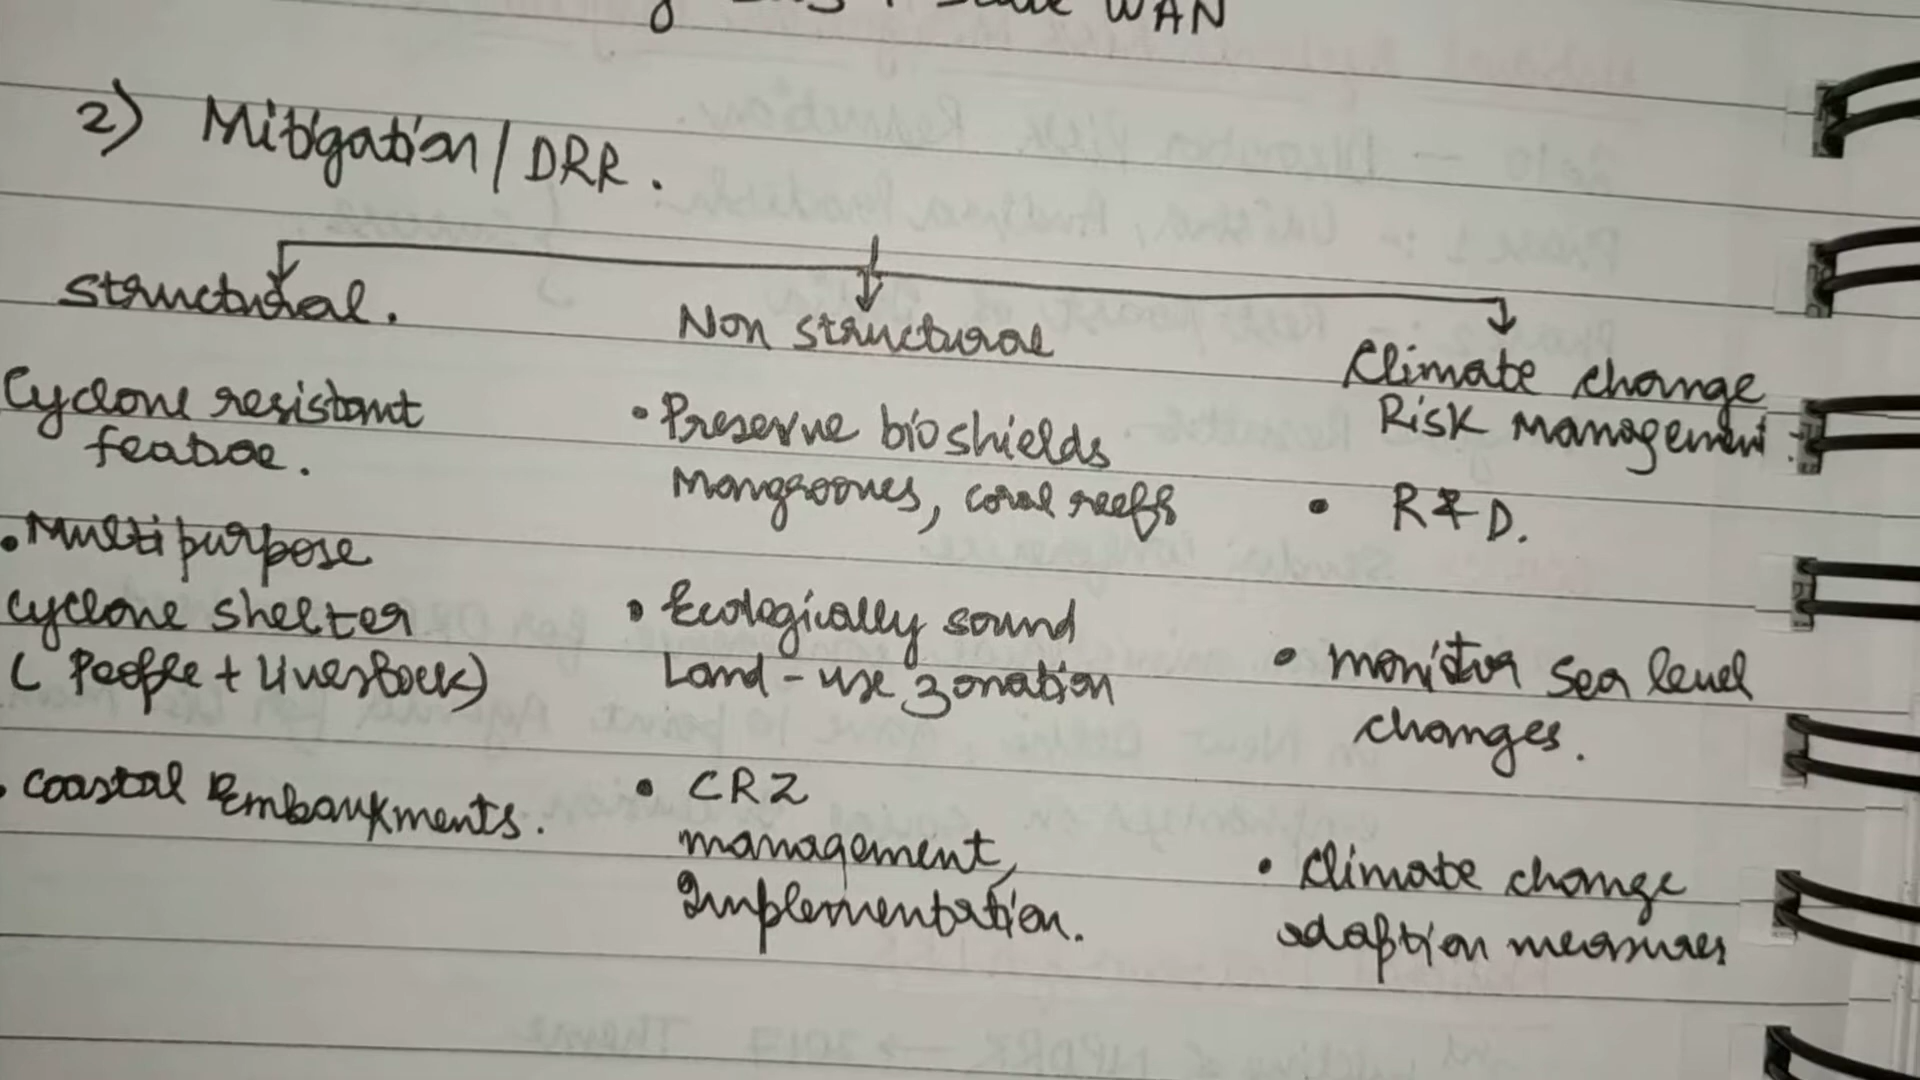 WAN
2) Mitigation / DRR.
Structural.
Cyclone resistant
feature.
• Multipurpose
cyclone shelter
( People + Livestock)
• Coastal Embankments.
Non structural
• Preserve bioshields
Mangroves, coral reefs
• Ecologically sound
Land - use zonation
• CRZ
management,
Implementation.
Climate change
Risk Management.
• R & D.
• monitor sea level
changes.
• Climate change
adaption measures